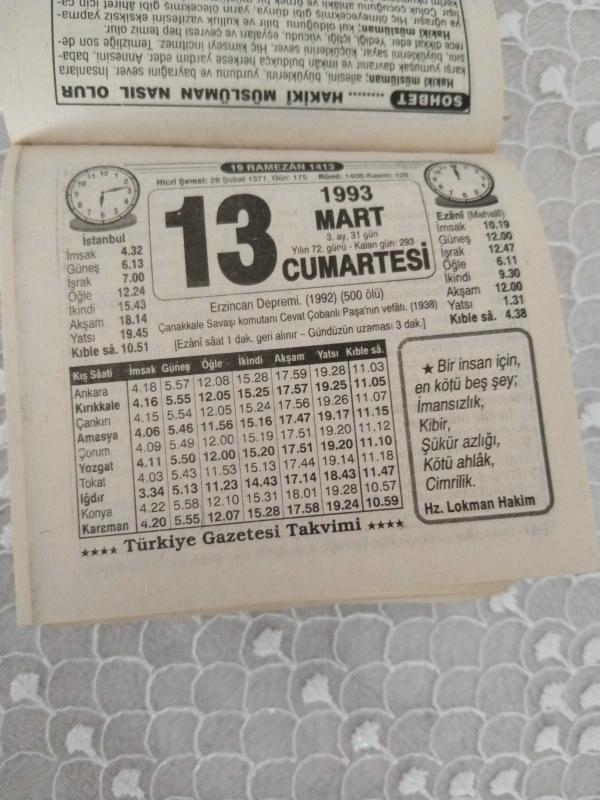 SOHBET ........ HAKİKİ MÜSLÜMAN NASIL OLUR
Hakiki müslüman; ailesini, büyüklerini, yurdunu ve bayrağını sever. İnsanlara
karşı yumuşak davranır ve imkân buldukça herkese yardım eder. Annesini, baba-
sını, büyüklerini sayar, küçüklerini sever. Hiç kimseyi incitmez. Temizliğe son de-
rece dikkat eder. Yediği, içtiği, vücudu, eşyaları ve çevresi hep temiz olur.
Hakiki müslüman; kul olduğunu bilir ve kulluk vazifesini eksiksiz yapma-
ya uğraşır. Hiç ölmeyecekmiş gibi dünya, yarın ölecekmiş gibi âhiret için ça-
lışır. Çoluk çocuğunu
19 RAMEZÂN 1413
Hicri Şemsi: 28 Şubat 1371, Gün: 175 Rûmî: 1408 Kasım: 126
13
1993
MART
3. ay, 31 gün
Yılın 72. günü - Kalan gün: 293
CUMARTESİ
İstanbul
İmsak 4.32
Güneş 6.13
İşrak 7.00
Öğle 12.24
İkindi 15.43
Akşam 18.14
Yatsı 19.45
Kıble sâ. 10.51
Ezânî (Mahallî)
İmsak 10.19
Güneş 12.00
İşrak 12.47
Öğle 6.11
İkindi 9.30
Akşam 12.00
Yatsı 1.31
Kıble sâ. 4.38
Erzincan Depremi. (1992) (500 ölü)
Çanakkale Savaşı komutanı Cevat Çobanlı Paşa'nın vefâtı. (1938)
[Ezânî sâat 1 dak. geri alınır – Gündüzün uzaması 3 dak.]
Kış Sâati İmsak Güneş Öğle İkindi Akşam Yatsı Kıble sâ.
Ankara 4.18 5.57 12.08 15.28 17.59 19.28 11.03
Kırıkkale 4.16 5.55 12.05 15.25 17.57 19.25 11.05
Çankırı 4.15 5.54 12.05 15.24 17.56 19.26 11.07
Amasya 4.06 5.46 11.56 15.16 17.47 19.17 11.15
Çorum 4.09 5.49 12.00 15.19 17.51 19.20 11.12
Yozgat 4.11 5.50 12.00 15.20 17.51 19.20 11.10
Tokat 4.03 5.43 11.53 15.13 17.44 19.14 11.18
Iğdır 3.34 5.13 11.23 14.43 17.14 18.43 11.47
Konya 4.22 5.58 12.10 15.31 18.01 19.28 10.57
Karaman 4.20 5.55 12.07 15.28 17.58 19.24 10.59
★ Bir insan için,
en kötü beş şey;
İmansızlık,
Kibir,
Şükür azlığı,
Kötü ahlâk,
Cimrilik.
Hz. Lokman Hakim
★★★★ Türkiye Gazetesi Takvimi ★★★★